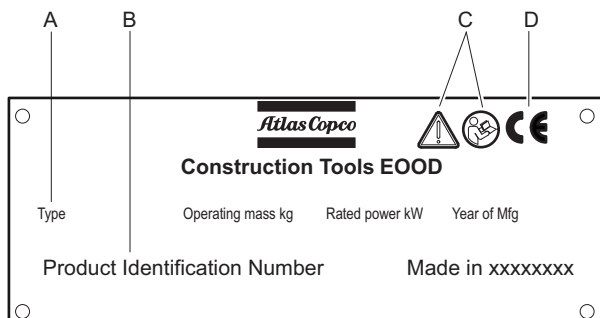 A B C D
Atlas Copco
CE
Construction Tools EOOD
Type Operating mass kg Rated power kW Year of Mfg
Product Identification Number Made in xxxxxxxx